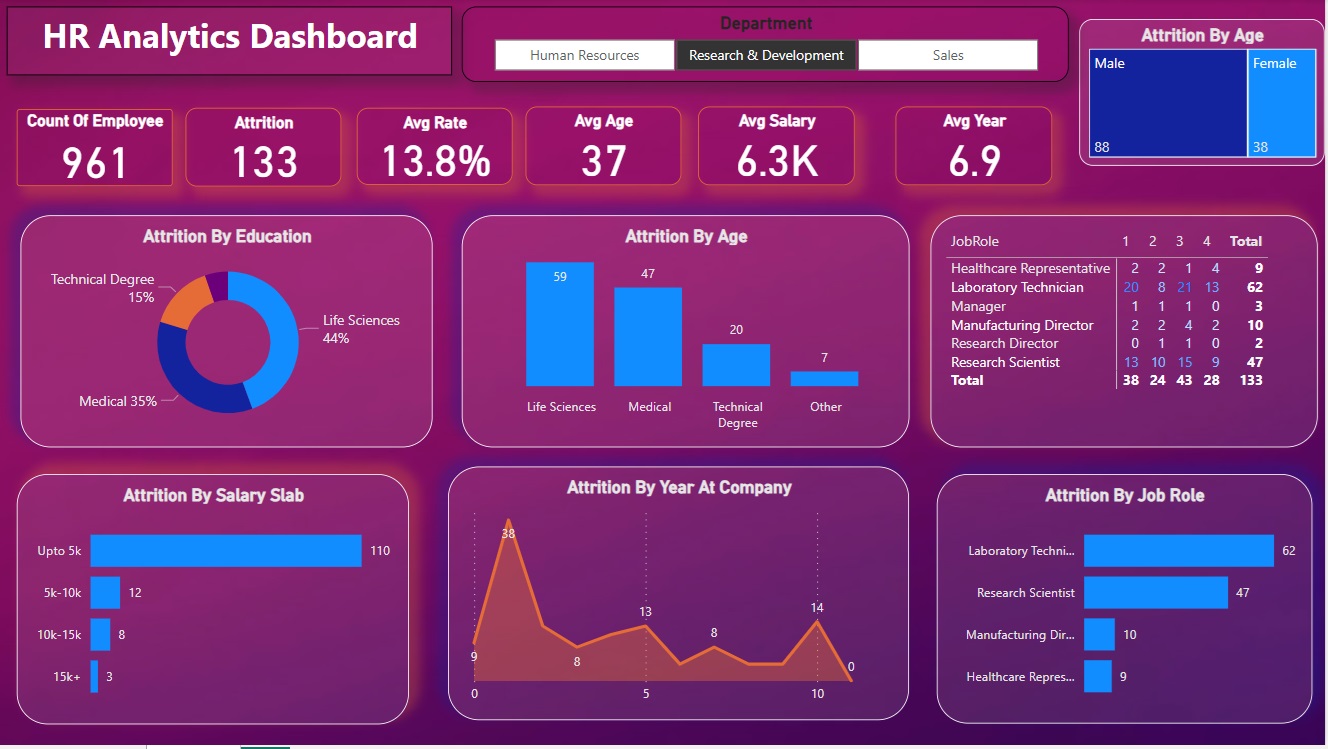 HR Analytics Dashboard
Department
Human Resources
Research & Development
Sales
Attrition By Age
Male
Female
88
38
Count Of Employee
961
Attrition
133
Avg Rate
13.8%
Avg Age
37
Avg Salary
6.3K
Avg Year
6.9
Attrition By Education
Technical Degree
15%
Life Sciences
44%
Medical 35%
Attrition By Age
59
47
20
7
Life Sciences
Medical
Technical
Degree
Other
JobRole 1 2 3 4 Total
Healthcare Representative 2 2 1 4 9
Laboratory Technician 20 8 21 13 62
Manager 1 1 1 0 3
Manufacturing Director 2 2 4 2 10
Research Director 0 1 1 0 2
Research Scientist 13 10 15 9 47
Total 38 24 43 28 133
Attrition By Salary Slab
Upto 5k 110
5k-10k 12
10k-15k 8
15k+ 3
Attrition By Year At Company
38
13
14
8
9
8
0
0 5 10
Attrition By Job Role
Laboratory Techni... 62
Research Scientist 47
Manufacturing Dir... 10
Healthcare Repres... 9